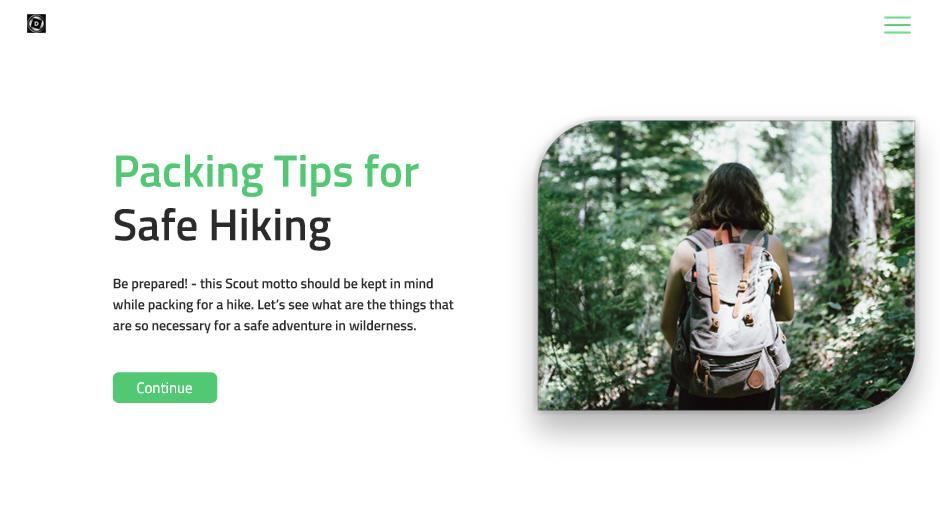 D
Packing Tips for
Safe Hiking
Be prepared! - this Scout motto should be kept in mind
while packing for a hike. Let’s see what are the things that
are so necessary for a safe adventure in wilderness.
Continue